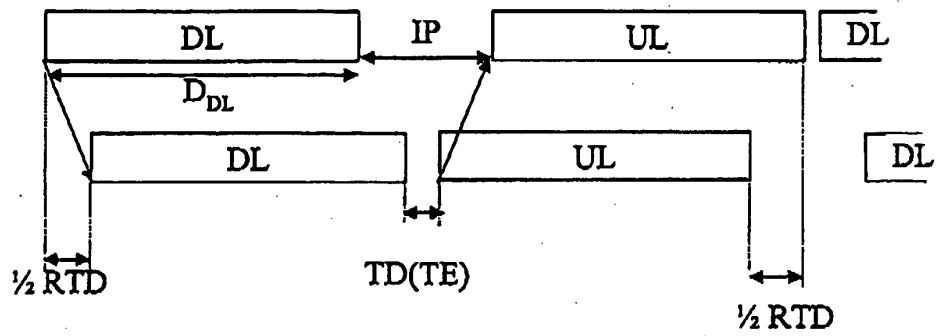 DL IP UL DL
D_DL
DL UL DL
½ RTD TD(TE) ½ RTD